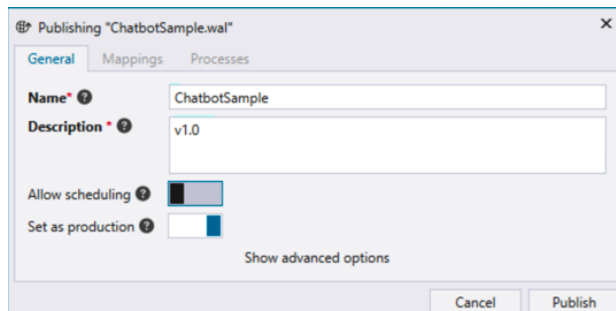 Publishing "ChatbotSample.wal"
General Mappings Processes
Name* ChatbotSample
Description * v1.0
Allow scheduling
Set as production
Show advanced options
Cancel Publish